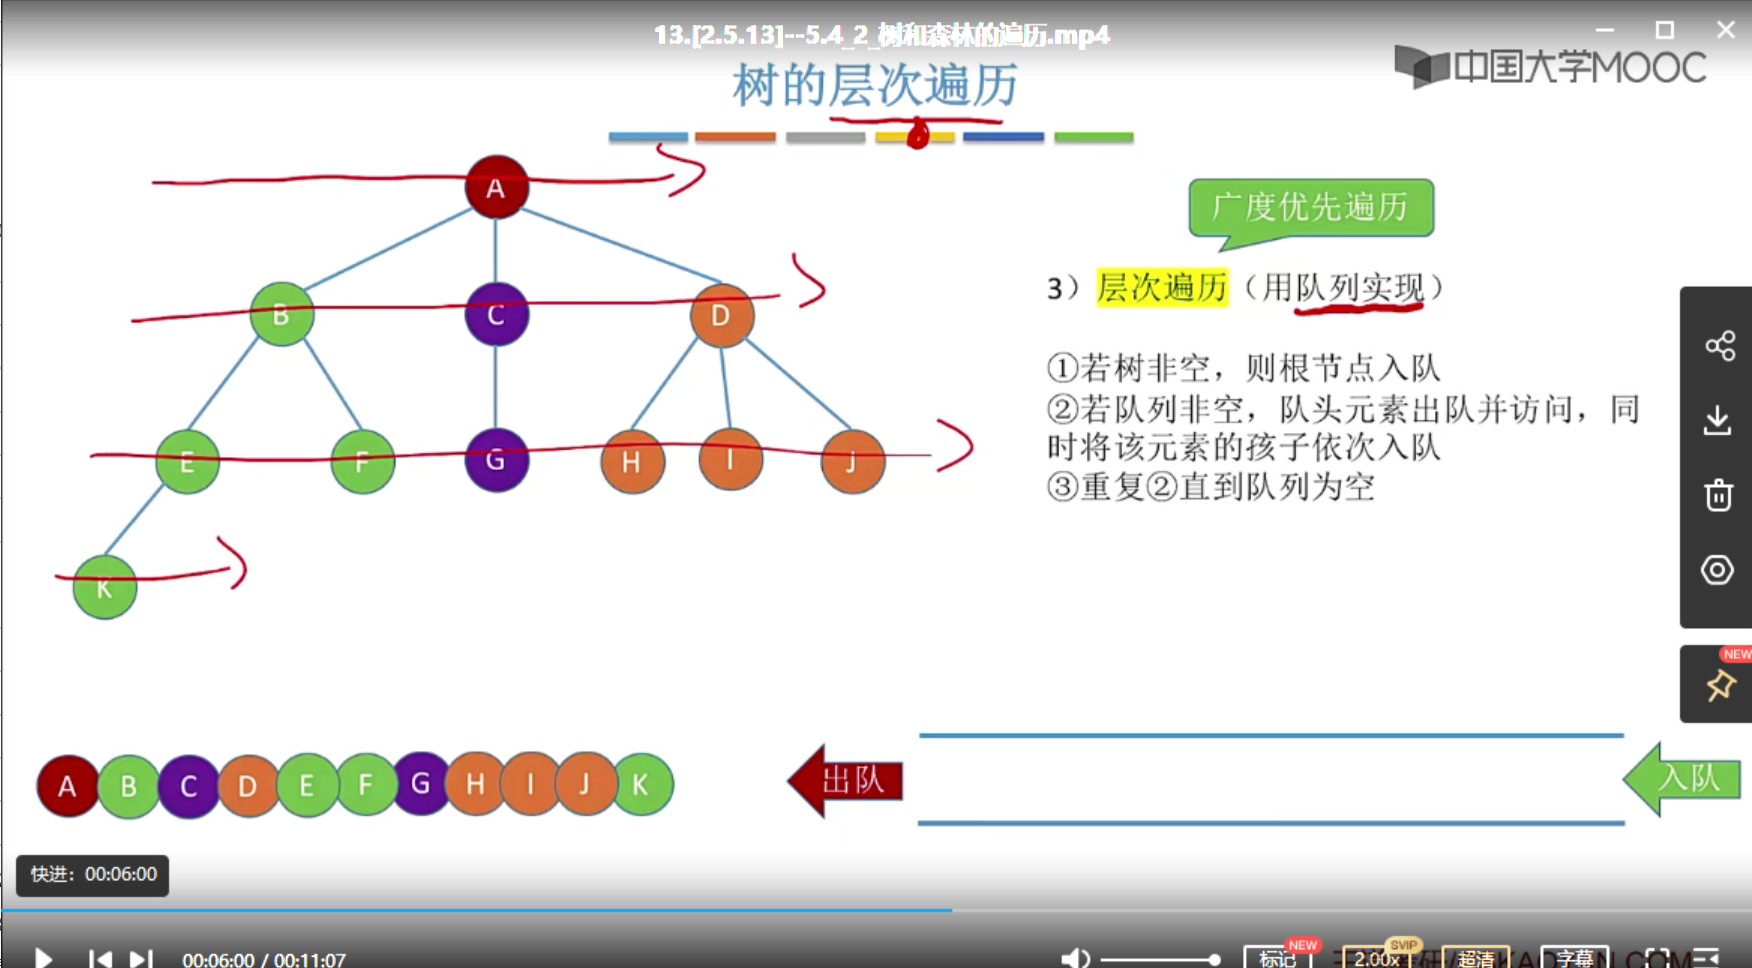 13.[2.5.13]--5.4_2_树和森林的遍历.mp4
中国大学MOOC
树的层次遍历
A
广度优先遍历
3）层次遍历（用队列实现）
B C D
①若树非空，则根节点入队
②若队列非空，队头元素出队并访问，同
时将该元素的孩子依次入队
③重复②直到队列为空
E F G H I J
K
NEW
A B C D E F G H I J K
出队
入队
快进：00:06:00
00:06:00 / 00:11:07
标记
NEW
2.00x
SVIP
超清
字幕